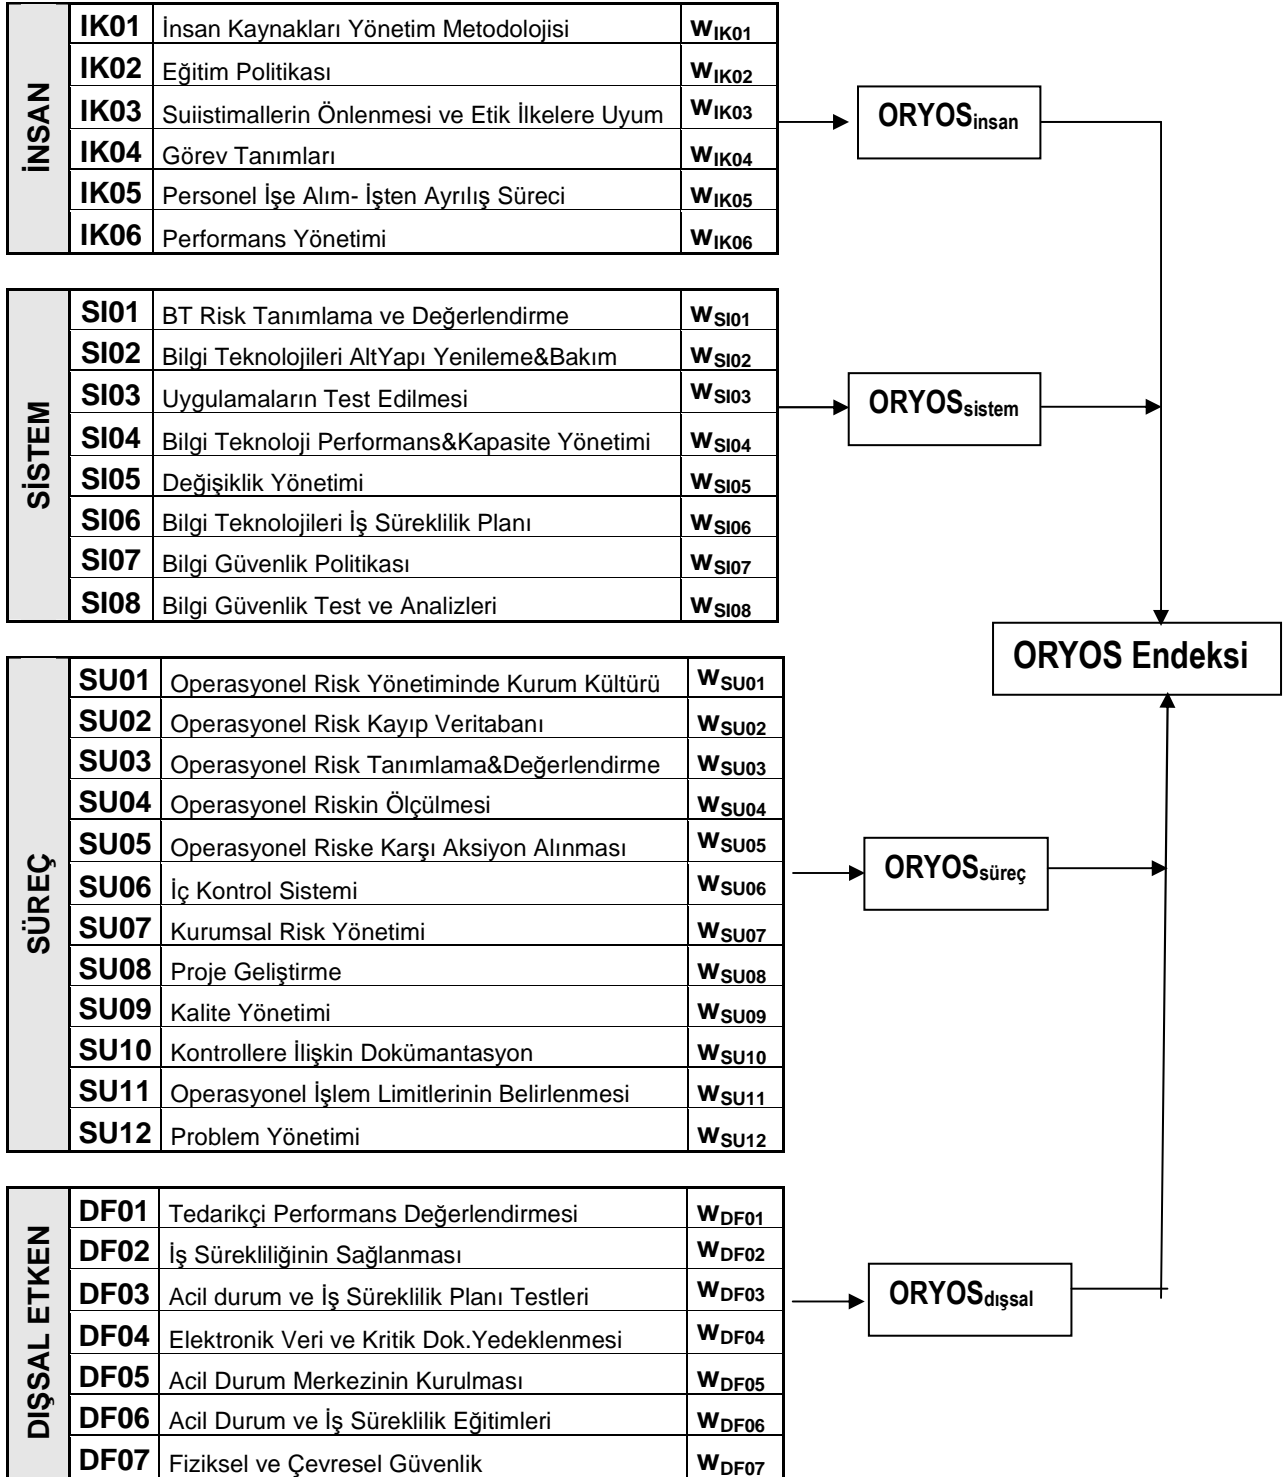 İNSAN
IK01 İnsan Kaynakları Yönetim Metodolojisi wIK01
IK02 Eğitim Politikası wIK02
IK03 Suiistimallerin Önlenmesi ve Etik İlkelere Uyum wIK03
IK04 Görev Tanımları wIK04
IK05 Personel İşe Alım- İşten Ayrılış Süreci wIK05
IK06 Performans Yönetimi wIK06
ORYOSinsan
SİSTEM
SI01 BT Risk Tanımlama ve Değerlendirme wSI01
SI02 Bilgi Teknolojileri AltYapı Yenileme&Bakım wSI02
SI03 Uygulamaların Test Edilmesi wSI03
SI04 Bilgi Teknoloji Performans&Kapasite Yönetimi wSI04
SI05 Değişiklik Yönetimi wSI05
SI06 Bilgi Teknolojileri İş Süreklilik Planı wSI06
SI07 Bilgi Güvenlik Politikası wSI07
SI08 Bilgi Güvenlik Test ve Analizleri wSI08
ORYOSsistem
ORYOS Endeksi
SÜREÇ
SU01 Operasyonel Risk Yönetiminde Kurum Kültürü wSU01
SU02 Operasyonel Risk Kayıp Veritabanı wSU02
SU03 Operasyonel Risk Tanımlama&Değerlendirme wSU03
SU04 Operasyonel Riskin Ölçülmesi wSU04
SU05 Operasyonel Riske Karşı Aksiyon Alınması wSU05
SU06 İç Kontrol Sistemi wSU06
SU07 Kurumsal Risk Yönetimi wSU07
SU08 Proje Geliştirme wSU08
SU09 Kalite Yönetimi wSU09
SU10 Kontrollere İlişkin Dokümantasyon wSU10
SU11 Operasyonel İşlem Limitlerinin Belirlenmesi wSU11
SU12 Problem Yönetimi wSU12
ORYOSsüreç
DIŞSAL ETKEN
DF01 Tedarikçi Performans Değerlendirmesi wDF01
DF02 İş Sürekliliğinin Sağlanması wDF02
DF03 Acil durum ve İş Süreklilik Planı Testleri wDF03
DF04 Elektronik Veri ve Kritik Dok.Yedeklenmesi wDF04
DF05 Acil Durum Merkezinin Kurulması wDF05
DF06 Acil Durum ve İş Süreklilik Eğitimleri wDF06
DF07 Fiziksel ve Çevresel Güvenlik wDF07
ORYOSdışsal